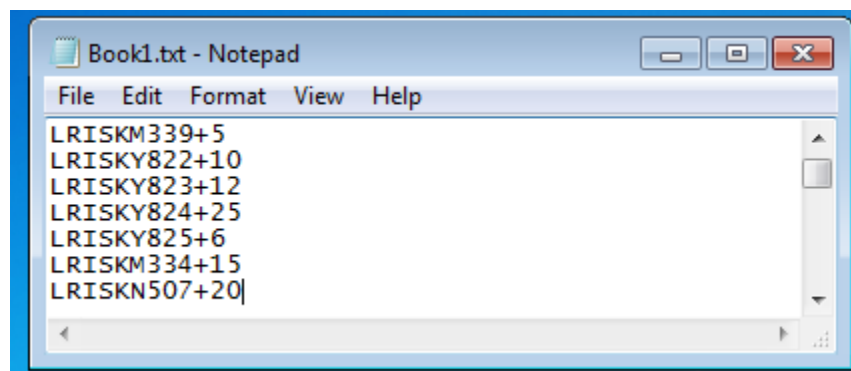 Book1.txt - Notepad
File Edit Format View Help
LRISKM339+5
LRISKY822+10
LRISKY823+12
LRISKY824+25
LRISKY825+6
LRISKM334+15
LRISKN507+20